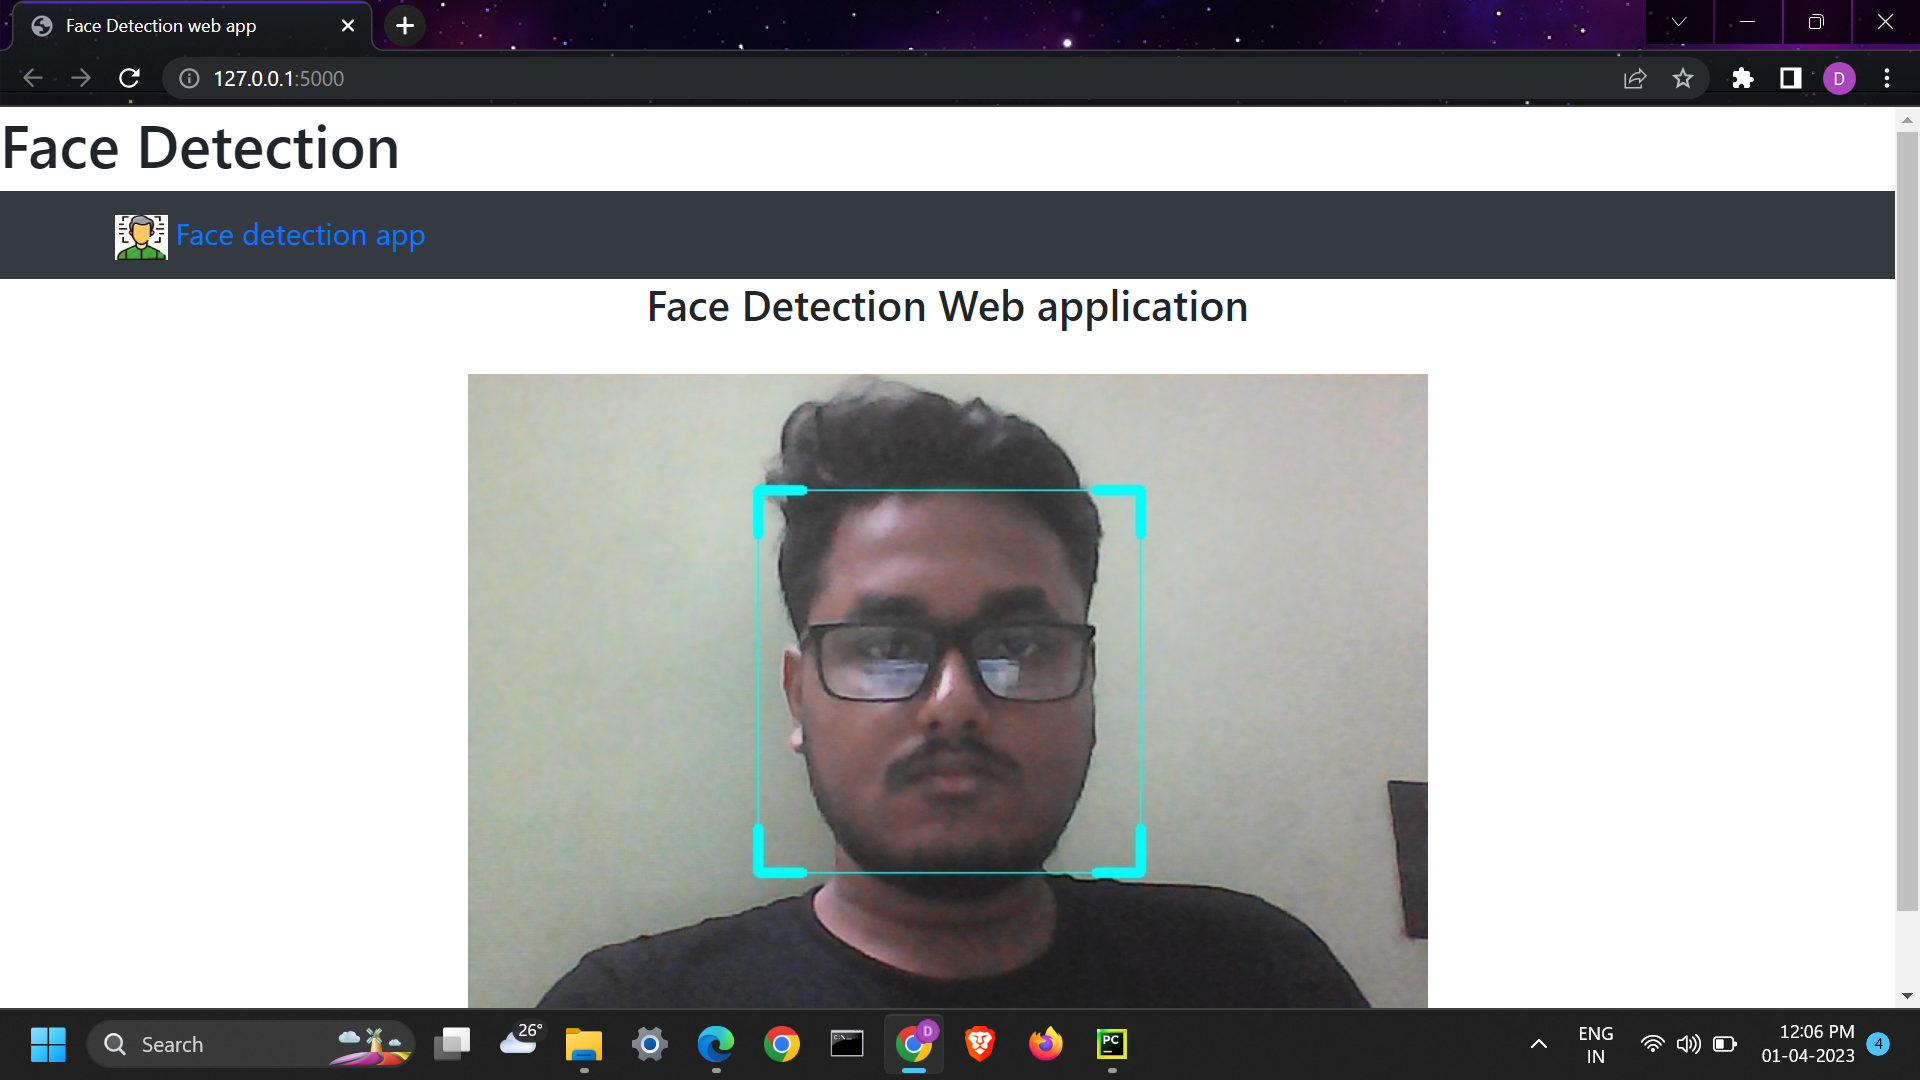 Face Detection web app
127.0.0.1:5000
D
Face Detection
Face detection app
Face Detection Web application
Search
26°
D
PC
ENG
IN
12:06 PM
01-04-2023
4